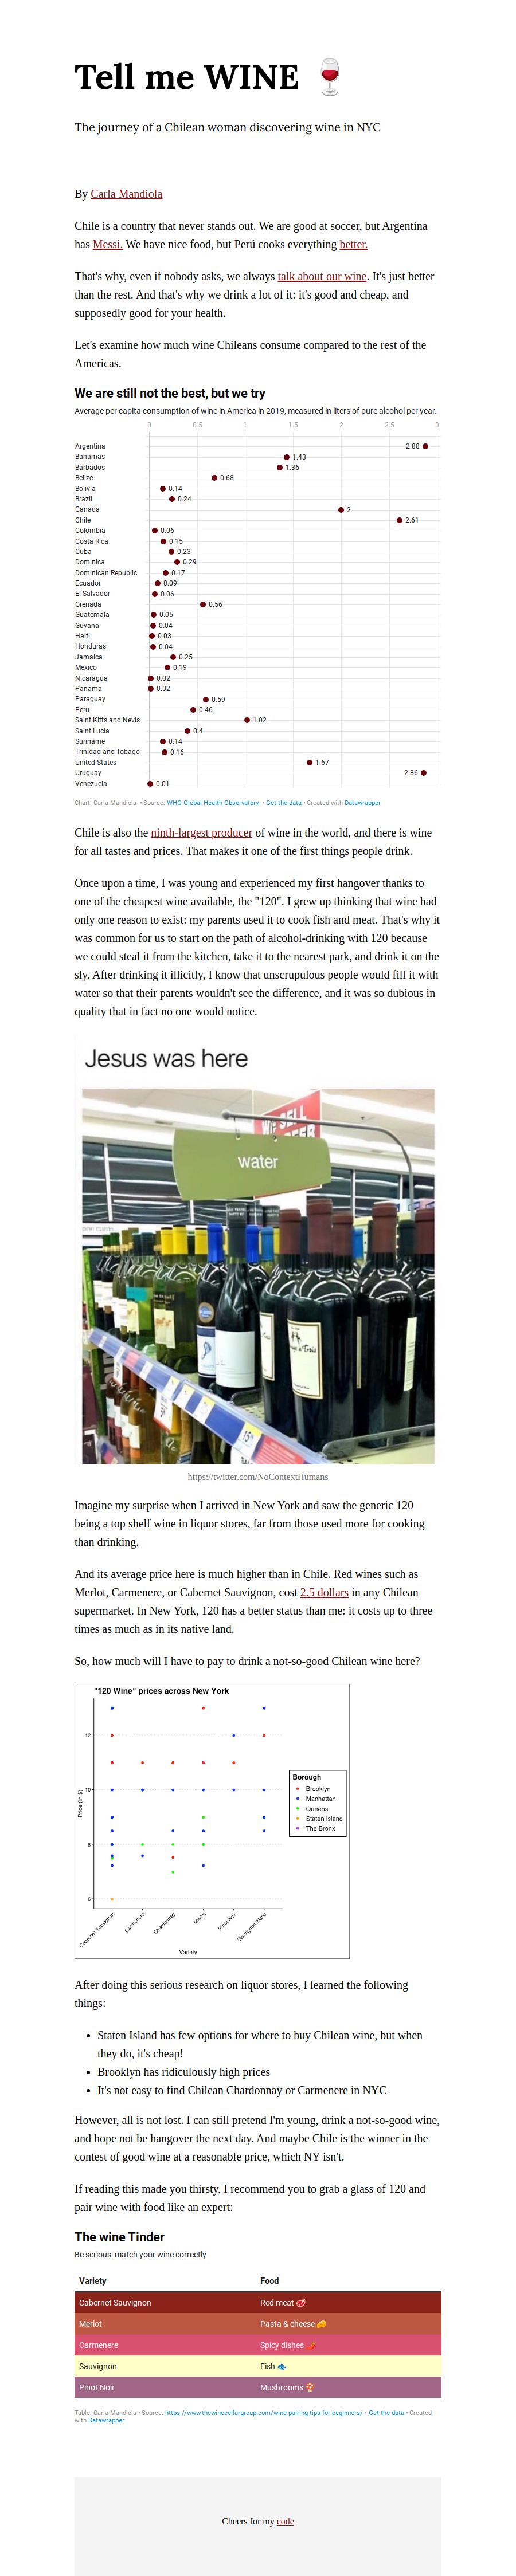 Tell me WINE 🍷
The journey of a Chilean woman discovering wine in NYC
By Carla Mandiola
Chile is a country that never stands out. We are good at soccer, but Argentina
has Messi. We have nice food, but Perú cooks everything better.
That's why, even if nobody asks, we always talk about our wine. It's just better
than the rest. And that's why we drink a lot of it: it's good and cheap, and
supposedly good for your health.
Let's examine how much wine Chileans consume compared to the rest of the
Americas.
We are still not the best, but we try
Average per capita consumption of wine in America in 2019, measured in liters of pure alcohol per year.
0 0.5 1 1.5 2 2.5 3
Argentina 2.88
Bahamas 1.43
Barbados 1.36
Belize 0.68
Bolivia 0.14
Brazil 0.24
Canada 2
Chile 2.61
Colombia 0.06
Costa Rica 0.15
Cuba 0.23
Dominica 0.29
Dominican Republic 0.17
Ecuador 0.09
El Salvador 0.06
Grenada 0.56
Guatemala 0.05
Guyana 0.04
Haiti 0.03
Honduras 0.04
Jamaica 0.25
Mexico 0.19
Nicaragua 0.02
Panama 0.02
Paraguay 0.59
Peru 0.46
Saint Kitts and Nevis 1.02
Saint Lucia 0.4
Suriname 0.14
Trinidad and Tobago 0.16
United States 1.67
Uruguay 2.86
Venezuela 0.01
Chart: Carla Mandiola • Source: WHO Global Health Observatory • Get the data • Created with Datawrapper
Chile is also the ninth-largest producer of wine in the world, and there is wine
for all tastes and prices. That makes it one of the first things people drink.
Once upon a time, I was young and experienced my first hangover thanks to
one of the cheapest wine available, the "120". I grew up thinking that wine had
only one reason to exist: my parents used it to cook fish and meat. That's why it
was common for us to start on the path of alcohol-drinking with 120 because
we could steal it from the kitchen, take it to the nearest park, and drink it on the
sly. After drinking it illicitly, I know that unscrupulous people would fill it with
water so that their parents wouldn't see the difference, and it was so dubious in
quality that in fact no one would notice.
Jesus was here
water
https://twitter.com/NoContextHumans
Imagine my surprise when I arrived in New York and saw the generic 120
being a top shelf wine in liquor stores, far from those used more for cooking
than drinking.
And its average price here is much higher than in Chile. Red wines such as
Merlot, Carmenere, or Cabernet Sauvignon, cost 2.5 dollars in any Chilean
supermarket. In New York, 120 has a better status than me: it costs up to three
times as much as in its native land.
So, how much will I have to pay to drink a not-so-good Chilean wine here?
"120 Wine" prices across New York
Price (in $)
12
10
8
6
Cabernet Sauvignon
Carmenere
Chardonnay
Merlot
Pinot Noir
Sauvignon Blanc
Variety
Borough
Brooklyn
Manhattan
Queens
Staten Island
The Bronx
After doing this serious research on liquor stores, I learned the following
things:
• Staten Island has few options for where to buy Chilean wine, but when
they do, it's cheap!
• Brooklyn has ridiculously high prices
• It's not easy to find Chilean Chardonnay or Carmenere in NYC
However, all is not lost. I can still pretend I'm young, drink a not-so-good wine,
and hope not be hangover the next day. And maybe Chile is the winner in the
contest of good wine at a reasonable price, which NY isn't.
If reading this made you thirsty, I recommend you to grab a glass of 120 and
pair wine with food like an expert:
The wine Tinder
Be serious: match your wine correctly
Variety Food
Cabernet Sauvignon Red meat 🥩
Merlot Pasta & cheese 🧀
Carmenere Spicy dishes 🌶️
Sauvignon Fish 🐟
Pinot Noir Mushrooms 🍄
Table: Carla Mandiola • Source: https://www.thewinecellargroup.com/wine-pairing-tips-for-beginners/ • Get the data • Created
with Datawrapper
Cheers for my code